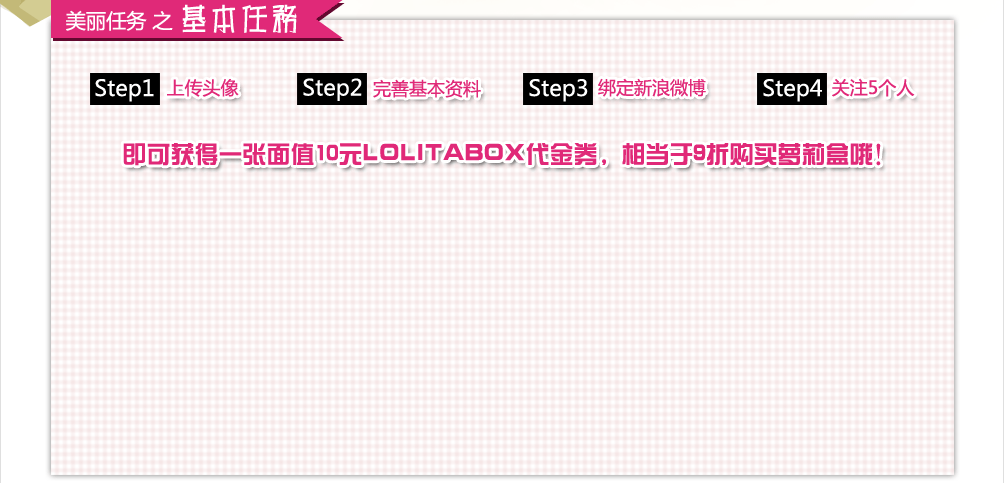 美丽任务 之 基本任務
Step1 上传头像 Step2 完善基本资料 Step3 绑定新浪微博 Step4 关注5个人
即可获得一张面值10元LOLITABOX代金券，相当于9折购买萝莉盒哦！